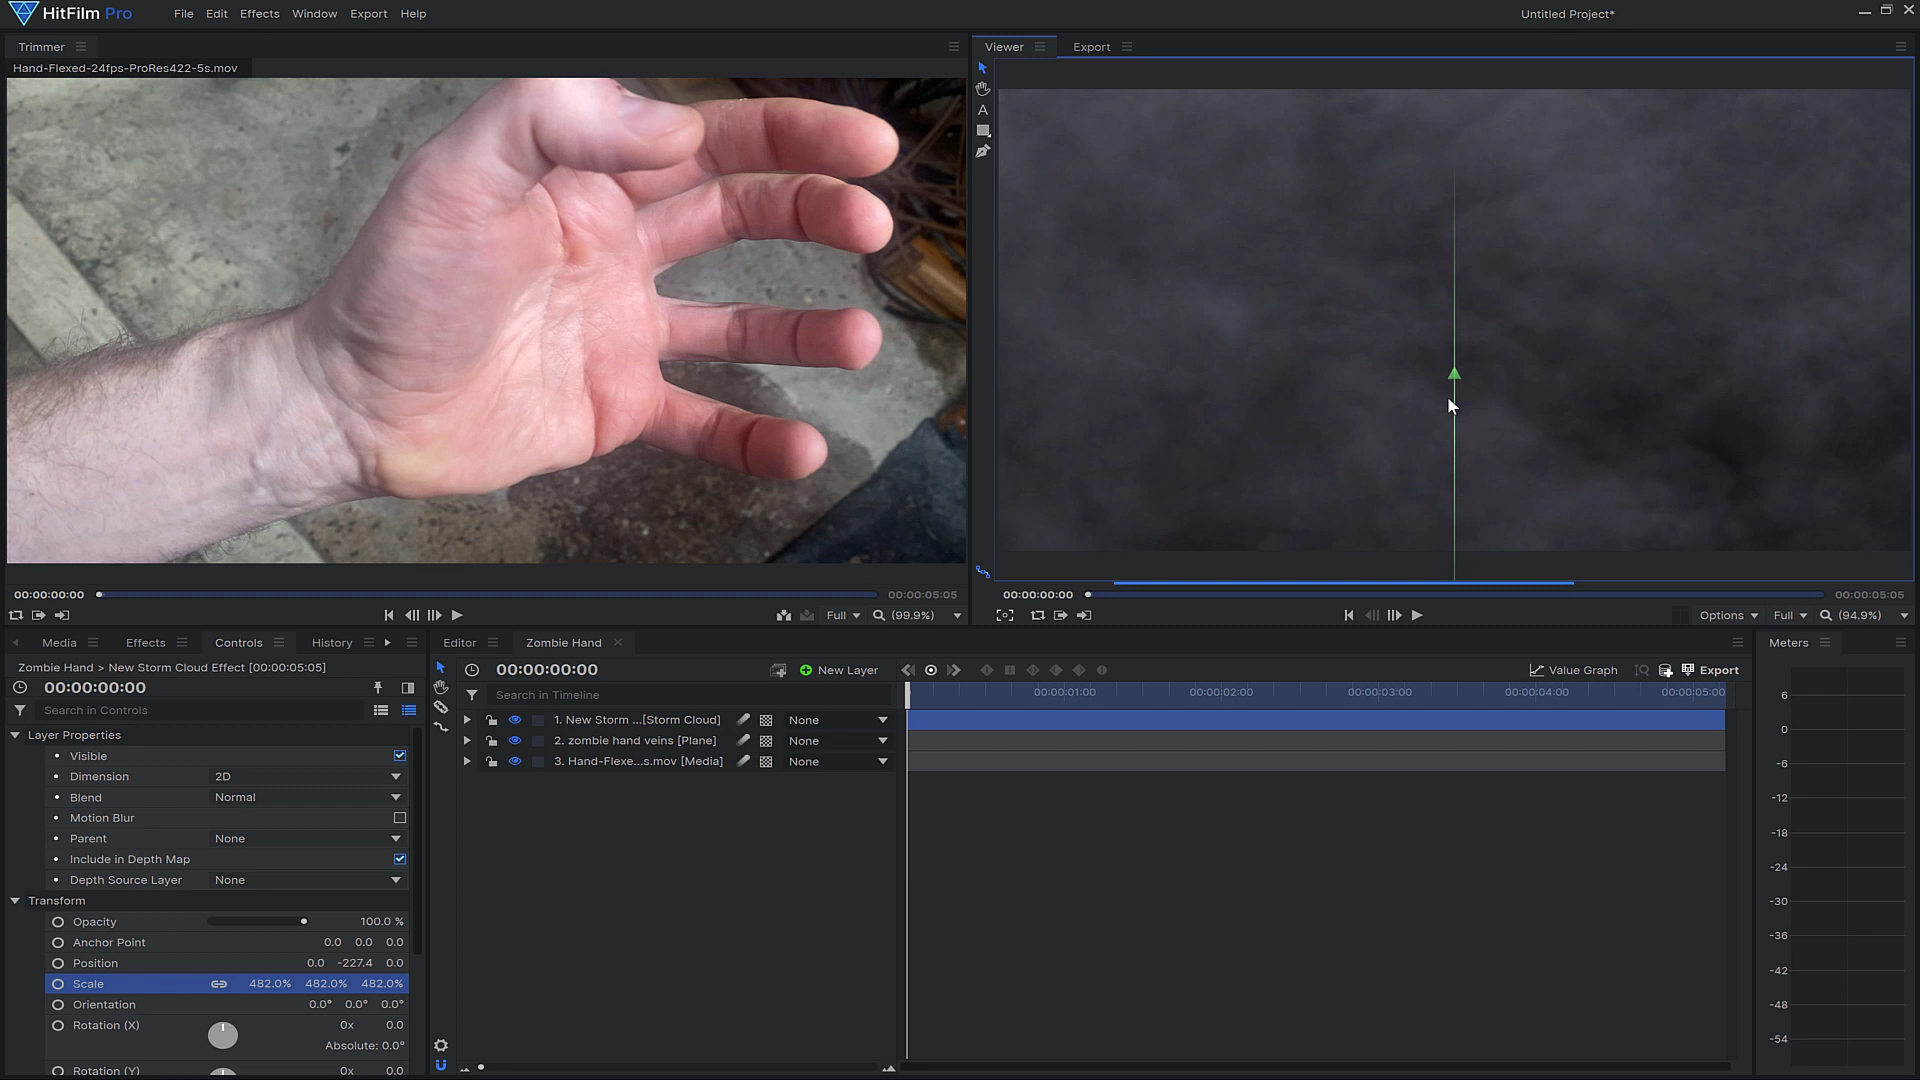 HitFilm Pro File Edit Effects Window Export Help Untitled Project*
Trimmer
Hand-Flexed-24fps-ProRes422-5s.mov
Viewer Export
A
00:00:00:00 00:00:05:05
Full (99.9%)
00:00:00:00 00:00:05:05
Options Full (94.9%)
Media Effects Controls History
Zombie Hand > New Storm Cloud Effect [00:00:05:05]
00:00:00:00
Search in Controls
Layer Properties
Visible
Dimension 2D
Blend Normal
Motion Blur
Parent None
Include in Depth Map
Depth Source Layer None
Transform
Opacity 100.0 %
Anchor Point 0.0 0.0 0.0
Position 0.0 -227.4 0.0
Scale 482.0% 482.0% 482.0%
Orientation 0.0° 0.0° 0.0°
Rotation (X) 0x 0.0
Absolute: 0.0°
Rotation (Y) 0x 0.0
Editor Zombie Hand
00:00:00:00 New Layer Value Graph Export
Search in Timeline
00:00:01:00 00:00:02:00 00:00:03:00 00:00:04:00 00:00:05:00
1. New Storm ...[Storm Cloud] None
2. zombie hand veins [Plane] None
3. Hand-Flexe...s.mov [Media] None
Meters
6
0
-6
-12
-18
-24
-30
-36
-42
-48
-54